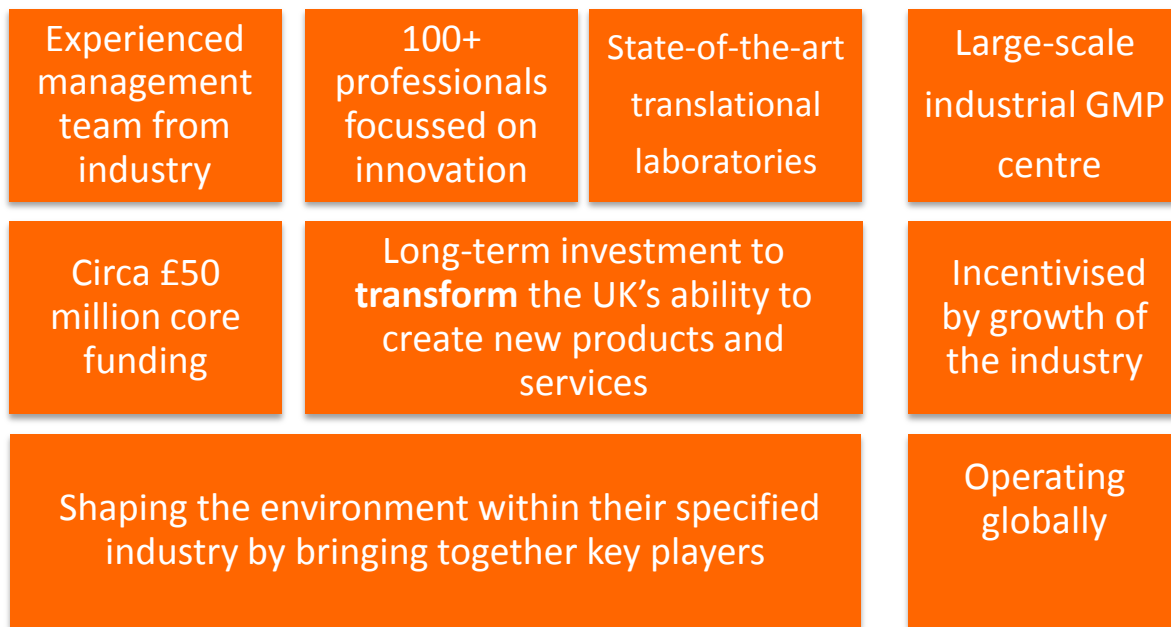 Experienced
management
team from
industry
100+
professionals
focussed on
innovation
State-of-the-art
translational
laboratories
Large-scale
industrial GMP
centre
Circa £50
million core
funding
Long-term investment to
transform the UK’s ability to
create new products and
services
Incentivised
by growth of
the industry
Shaping the environment within their specified
industry by bringing together key players
Operating
globally